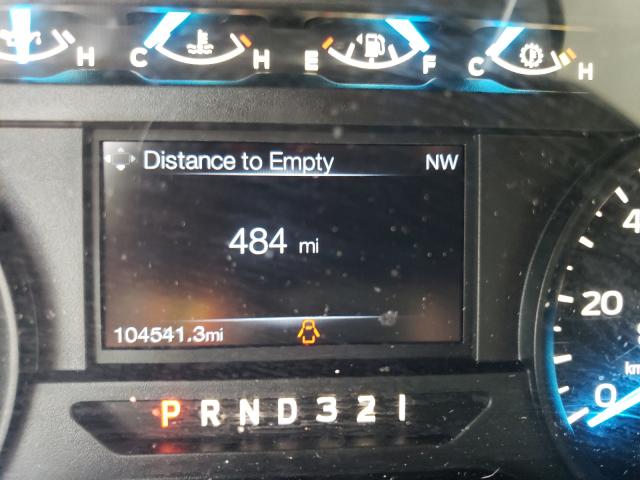 H C H E F C H
Distance to Empty NW
484 mi
104541.3mi
P R N D 3 2 1
20
0